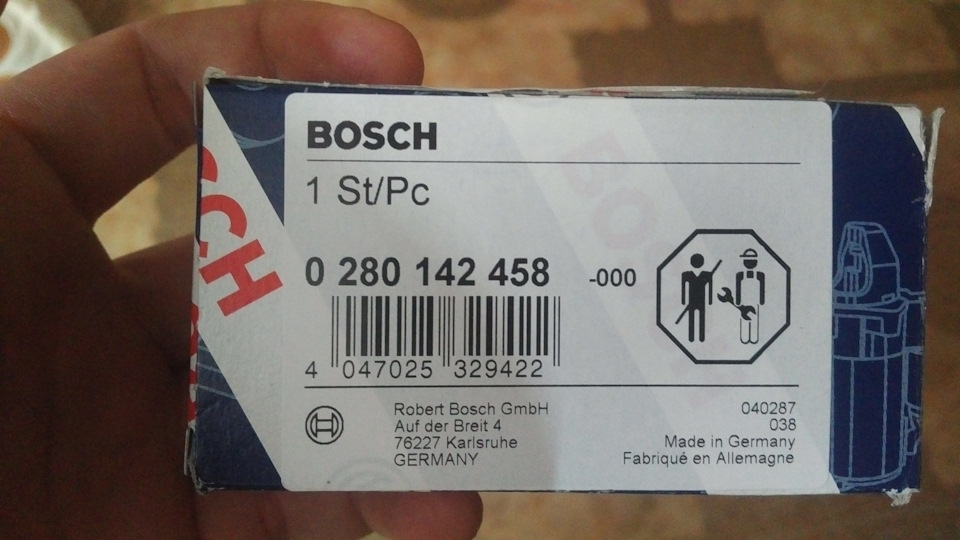 BOSCH
1 St/Pc
0 280 142 458 -000
4 047025 329422
Robert Bosch GmbH
Auf der Breit 4
76227 Karlsruhe
GERMANY
040287
038
Made in Germany
Fabriqué en Allemagne